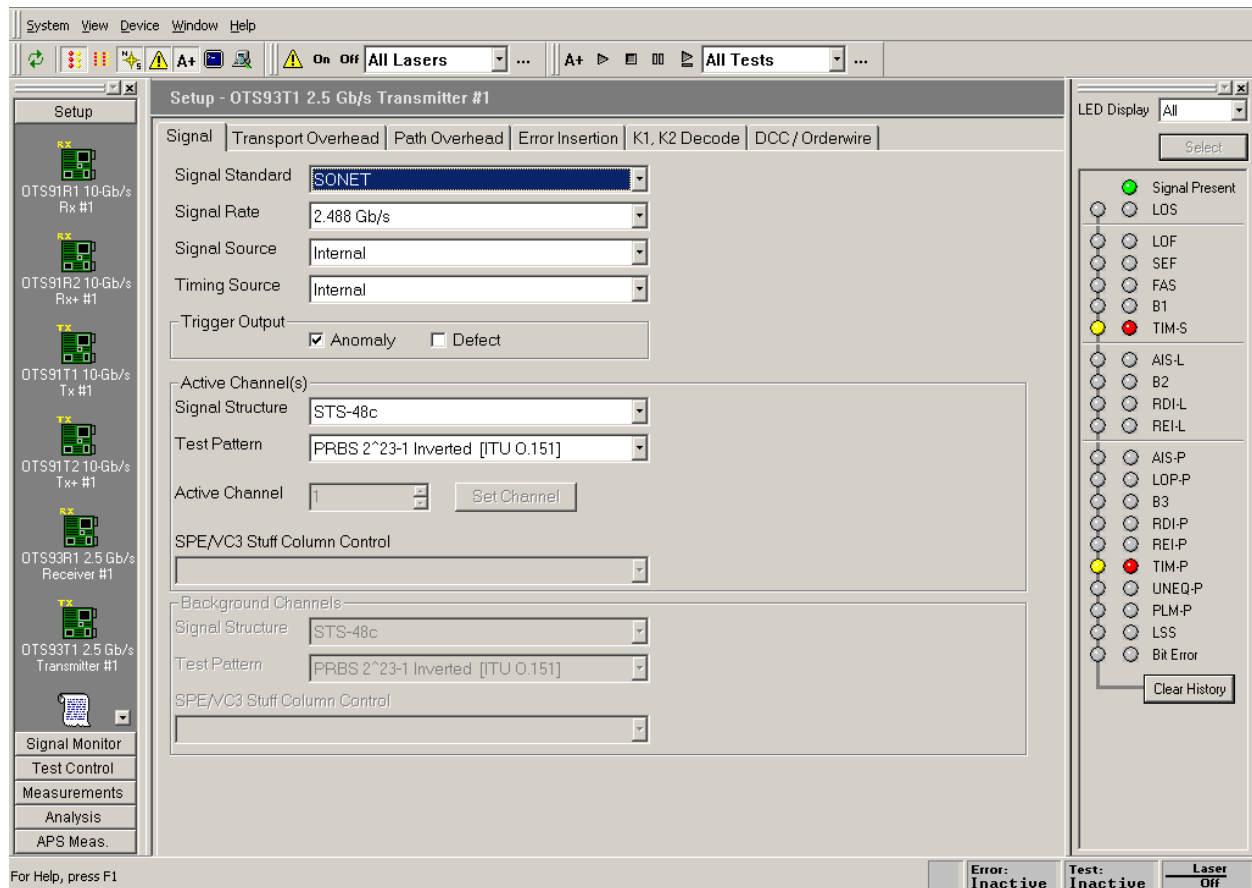 System View Device Window Help
A+ On Off All Lasers ... A+ All Tests ...
Setup
RX
OTS91R1 10-Gb/s
Rx #1
RX
OTS91R2 10-Gb/s
Rx+ #1
TX
OTS91T1 10-Gb/s
Tx #1
TX
OTS91T2 10-Gb/s
Tx+ #1
RX
OTS93R1 2.5 Gb/s
Receiver #1
TX
OTS93T1 2.5 Gb/s
Transmitter #1
Signal Monitor
Test Control
Measurements
Analysis
APS Meas.
Setup - OTS93T1 2.5 Gb/s Transmitter #1
Signal Transport Overhead Path Overhead Error Insertion K1, K2 Decode DCC / Orderwire
Signal Standard SONET
Signal Rate 2.488 Gb/s
Signal Source Internal
Timing Source Internal
Trigger Output
Anomaly Defect
Active Channel(s)
Signal Structure STS-48c
Test Pattern PRBS 2^23-1 Inverted [ITU O.151]
Active Channel 1 Set Channel
SPE/VC3 Stuff Column Control
Background Channels
Signal Structure STS-48c
Test Pattern PRBS 2^23-1 Inverted [ITU O.151]
SPE/VC3 Stuff Column Control
LED Display All
Select
Signal Present
LOS
LOF
SEF
FAS
B1
TIM-S
AIS-L
B2
RDI-L
REI-L
AIS-P
LOP-P
B3
RDI-P
REI-P
TIM-P
UNEQ-P
PLM-P
LSS
Bit Error
Clear History
For Help, press F1
Error: Inactive
Test: Inactive
Laser Off